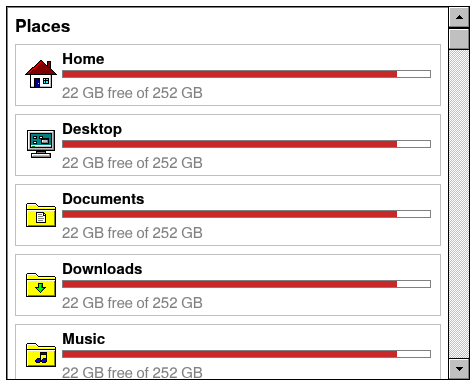 Places
Home
22 GB free of 252 GB
Desktop
22 GB free of 252 GB
Documents
22 GB free of 252 GB
Downloads
22 GB free of 252 GB
Music
22 GB free of 252 GB